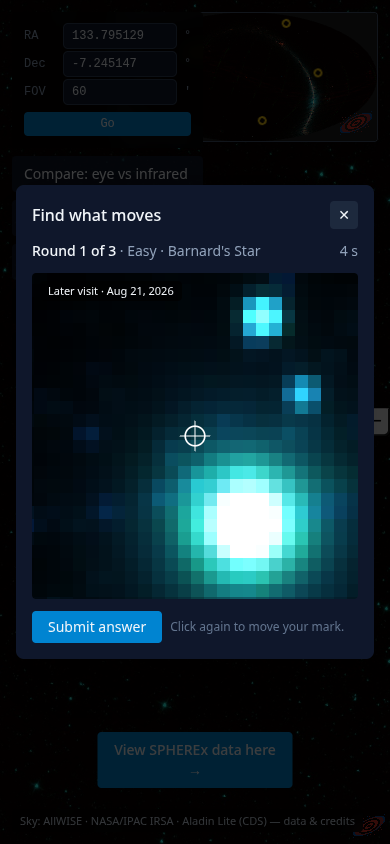 RA 133.795129 °
Dec -7.245147 °
FOV 60 °
Go
Compare: eye vs infrared
Find what moves ✕
Round 1 of 3 · Easy · Barnard's Star 4 s
Later visit · Aug 21, 2026
Submit answer Click again to move your mark.
View SPHEREx data here
→
Sky: AllWISE · NASA/IPAC IRSA · Aladin Lite (CDS) — data & credits